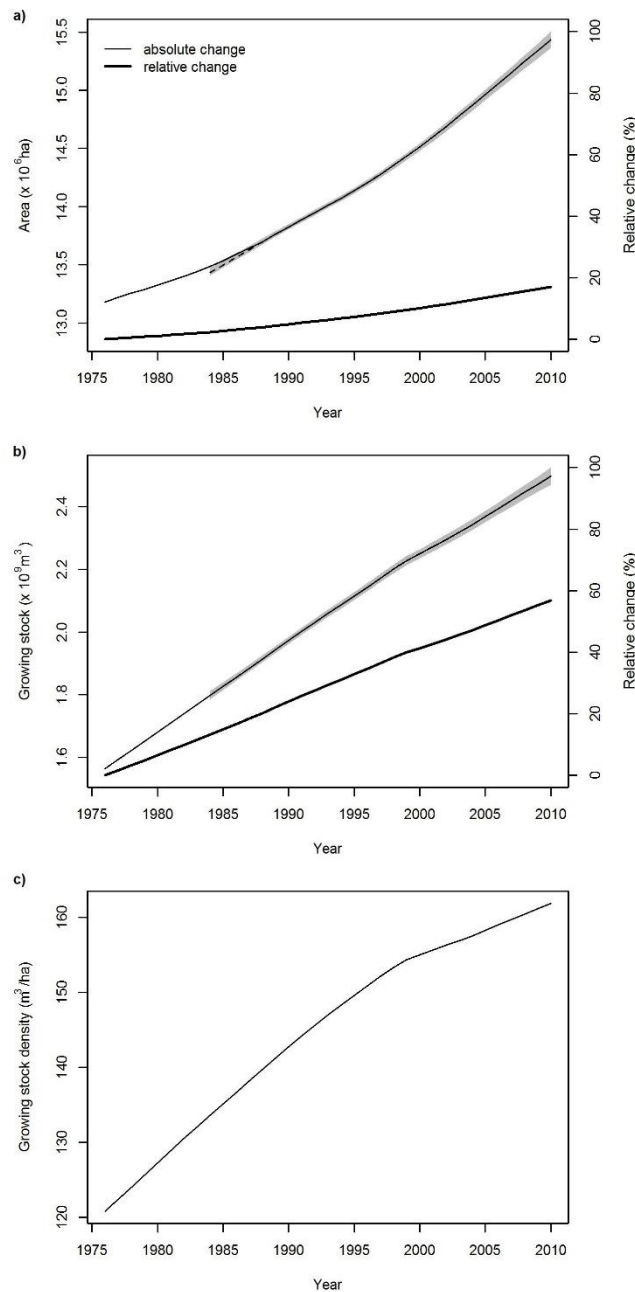 a)
absolute change
relative change
13.0 13.5 14.0 14.5 15.0 15.5
Area (x 10⁶ha)
0 20 40 60 80 100
Relative change (%)
1975 1980 1985 1990 1995 2000 2005 2010
Year
b)
1.6 1.8 2.0 2.2 2.4
Growing stock (x 10⁹m³)
0 20 40 60 80 100
Relative change (%)
1975 1980 1985 1990 1995 2000 2005 2010
Year
c)
120 130 140 150 160
Growing stock density (m³/ha)
1975 1980 1985 1990 1995 2000 2005 2010
Year